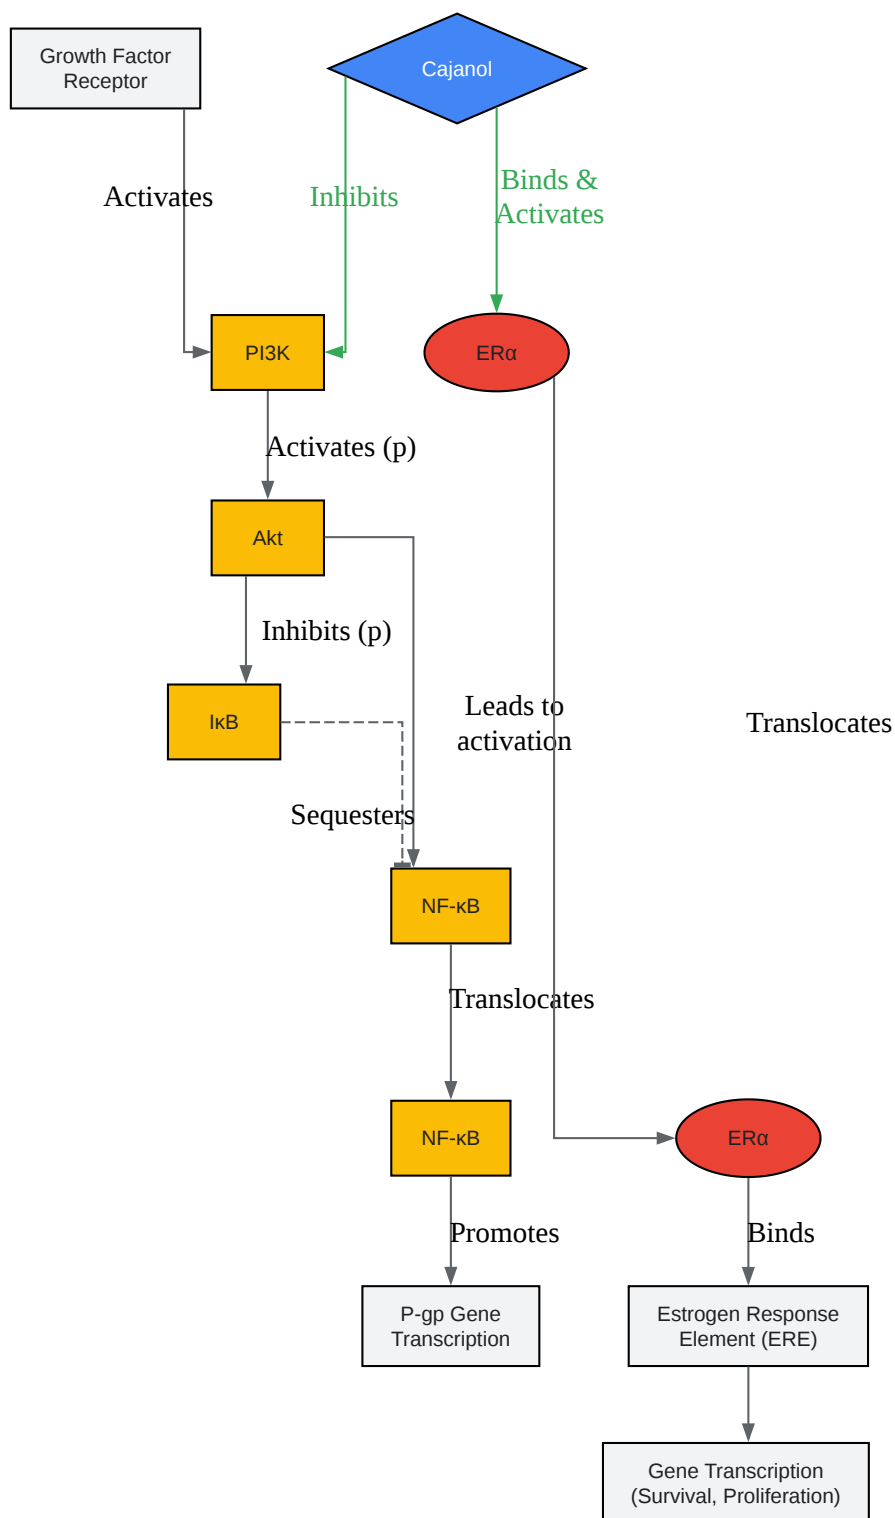 Growth Factor
Receptor
Cajanol
Activates
Inhibits
Binds &
Activates
PI3K
ERα
Activates (p)
Akt
Inhibits (p)
IκB
Leads to
activation
Translocates
Sequesters
NF-κB
Translocates
NF-κB
ERα
Promotes
Binds
P-gp Gene
Transcription
Estrogen Response
Element (ERE)
Gene Transcription
(Survival, Proliferation)